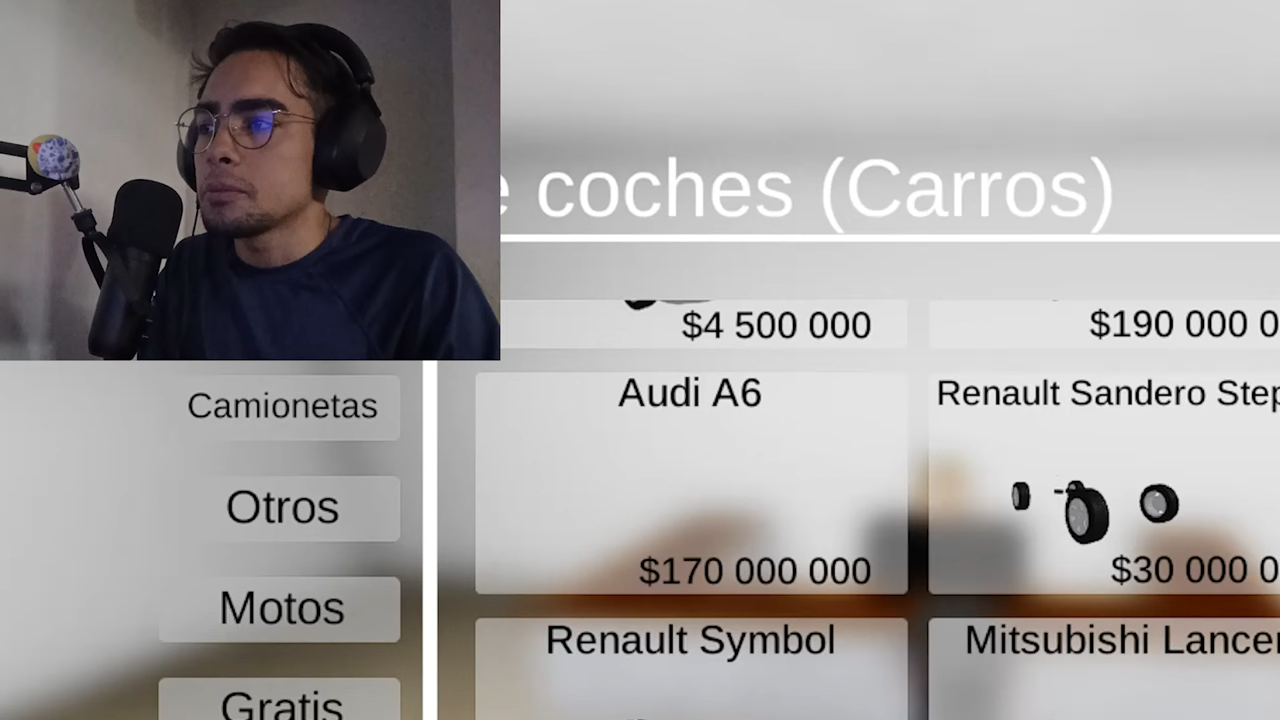 coches (Carros)
$4 500 000
$190 000 0
Camionetas
Otros
Motos
Gratis
Audi A6
$170 000 000
Renault Sandero Step
$30 000 0
Renault Symbol
Mitsubishi Lancer